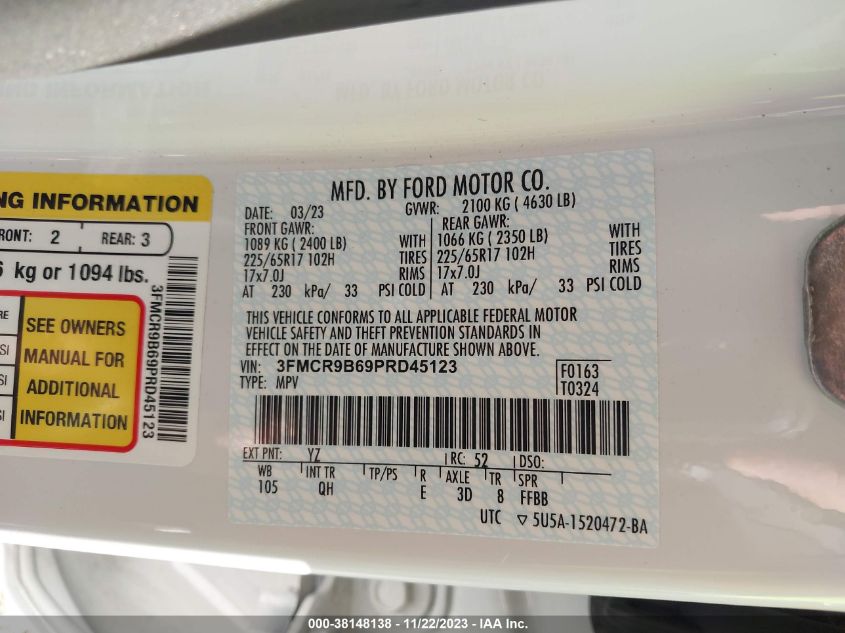 NG INFORMATION
FRONT: 2 REAR: 3
kg or 1094 lbs.
SEE OWNERS
MANUAL FOR
ADDITIONAL
INFORMATION
3FMCR9B69PRD45123
MFD. BY FORD MOTOR CO.
DATE: 03/23 GVWR: 2100 KG ( 4630 LB)
FRONT GAWR: REAR GAWR:
1089 KG ( 2400 LB) WITH 1066 KG ( 2350 LB) WITH
225/65R17 102H TIRES 225/65R17 102H TIRES
17x7.0J RIMS 17x7.0J RIMS
AT 230 kPa/ 33 PSI COLD AT 230 kPa/ 33 PSI COLD
THIS VEHICLE CONFORMS TO ALL APPLICABLE FEDERAL MOTOR
VEHICLE SAFETY AND THEFT PREVENTION STANDARDS IN
EFFECT ON THE DATE OF MANUFACTURE SHOWN ABOVE.
VIN: 3FMCR9B69PRD45123 F0163
TYPE: MPV T0324
EXT PNT: YZ RC: 52 DSO:
WB INT TR TP/PS R AXLE TR SPR
105 QH E 3D 8 FFBB
UTC ▽ 5U5A-1520472-BA
000-38148138 - 11/22/2023 - IAA Inc.